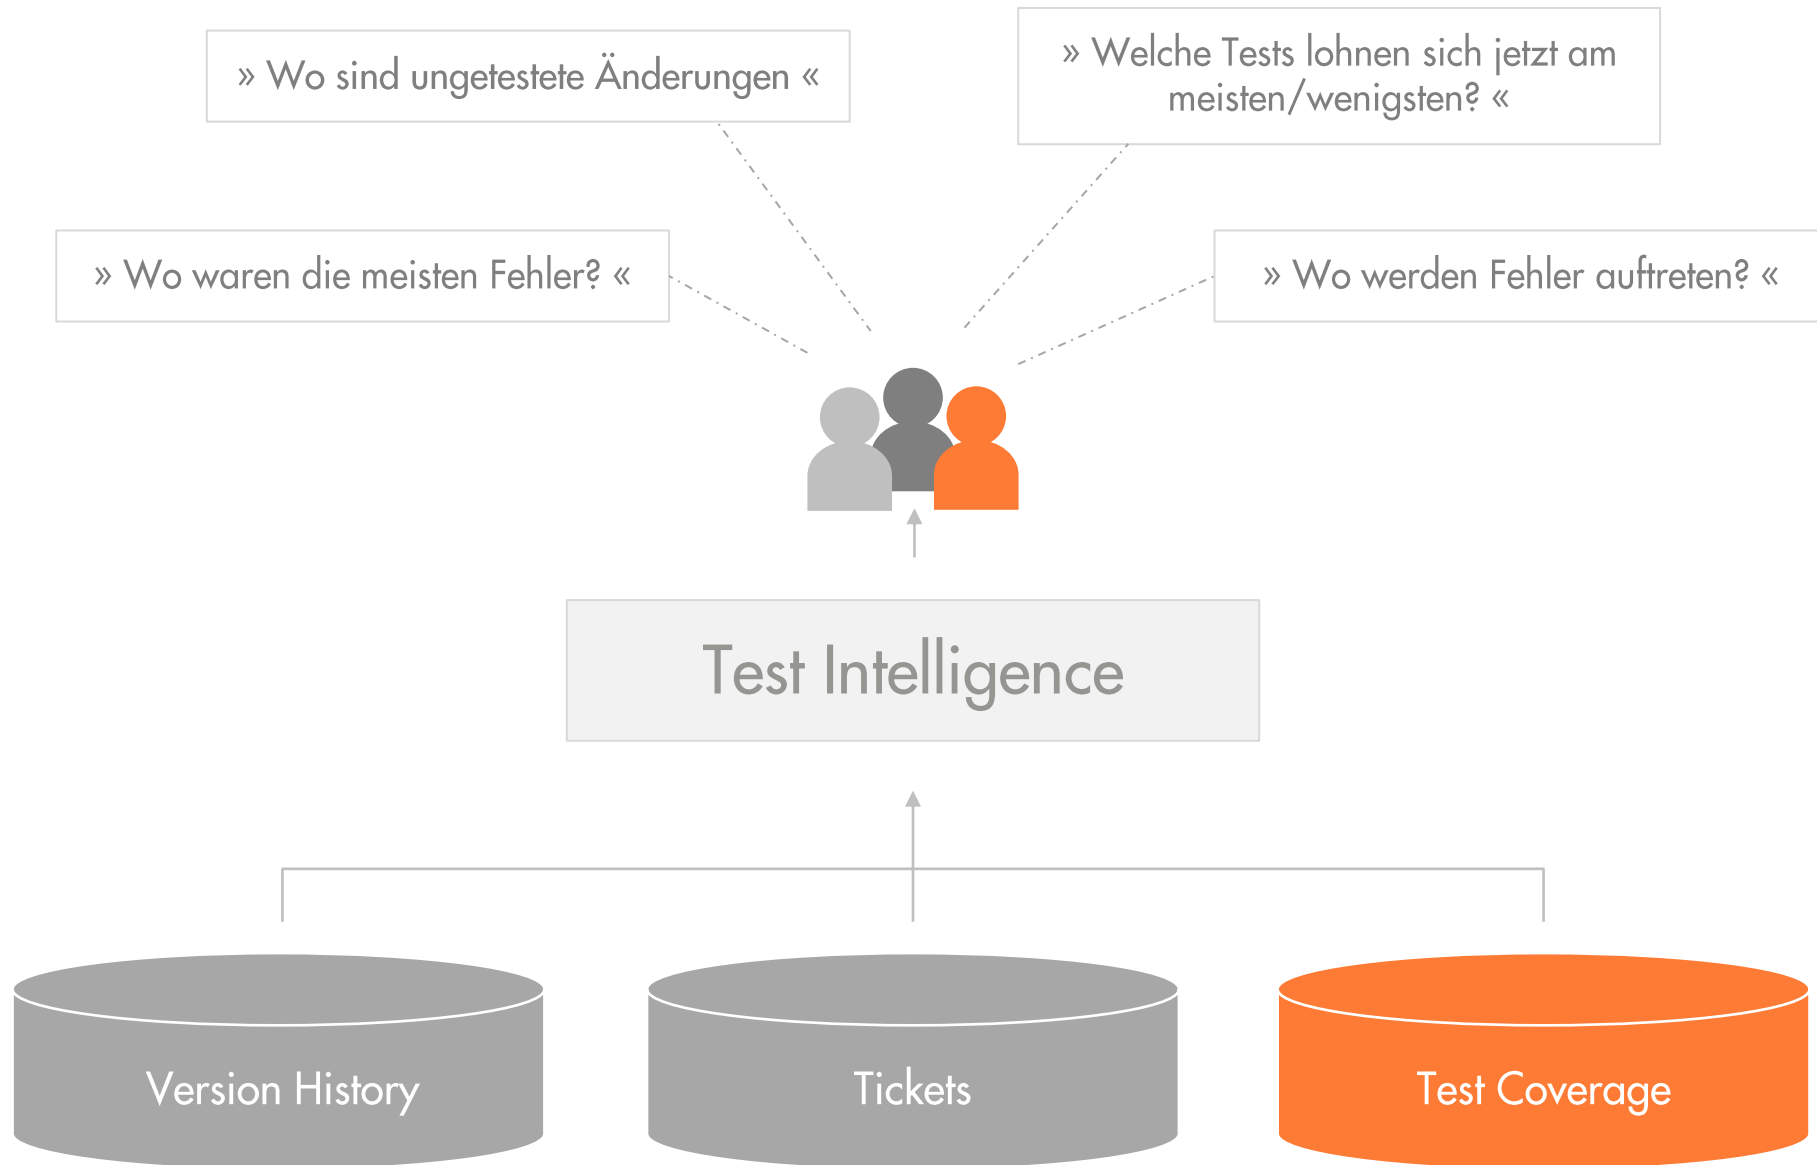 » Wo sind ungetestete Änderungen «
» Welche Tests lohnen sich jetzt am
meisten/wenigsten? «
» Wo waren die meisten Fehler? «
» Wo werden Fehler auftreten? «
Test Intelligence
Version History
Tickets
Test Coverage